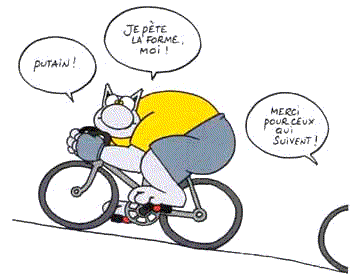 PUTAIN !
JE PÈTE
LA FORME,
MOI !
MERCI
POUR CEUX
QUI
SUIVENT !